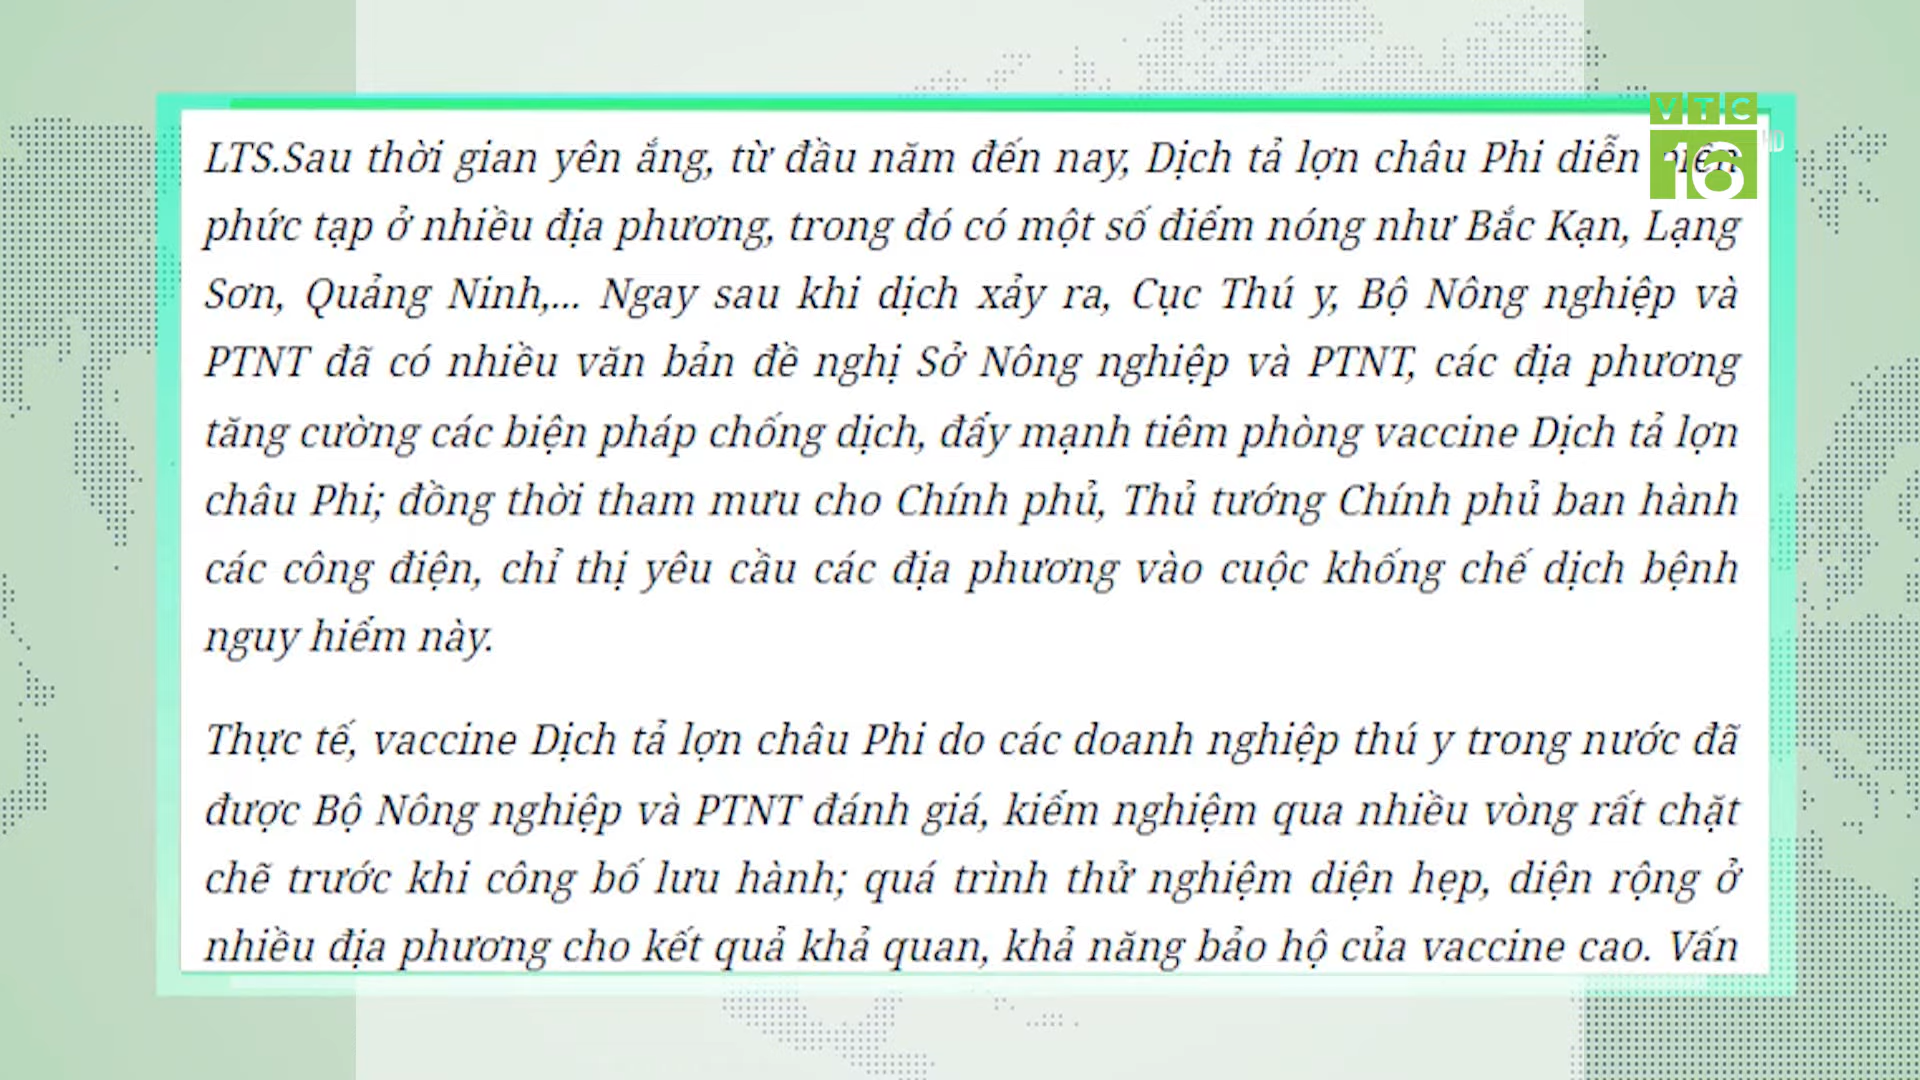 VTC
16 HD
LTS.Sau thời gian yên ắng, từ đầu năm đến nay, Dịch tả lợn châu Phi diễn biến
phức tạp ở nhiều địa phương, trong đó có một số điểm nóng như Bắc Kạn, Lạng
Sơn, Quảng Ninh,... Ngay sau khi dịch xảy ra, Cục Thú y, Bộ Nông nghiệp và
PTNT đã có nhiều văn bản đề nghị Sở Nông nghiệp và PTNT, các địa phương
tăng cường các biện pháp chống dịch, đẩy mạnh tiêm phòng vaccine Dịch tả lợn
châu Phi; đồng thời tham mưu cho Chính phủ, Thủ tướng Chính phủ ban hành
các công điện, chỉ thị yêu cầu các địa phương vào cuộc khống chế dịch bệnh
nguy hiểm này.
Thực tế, vaccine Dịch tả lợn châu Phi do các doanh nghiệp thú y trong nước đã
được Bộ Nông nghiệp và PTNT đánh giá, kiểm nghiệm qua nhiều vòng rất chặt
chẽ trước khi công bố lưu hành; quá trình thử nghiệm diện hẹp, diện rộng ở
nhiều địa phương cho kết quả khả quan, khả năng bảo hộ của vaccine cao. Vấn